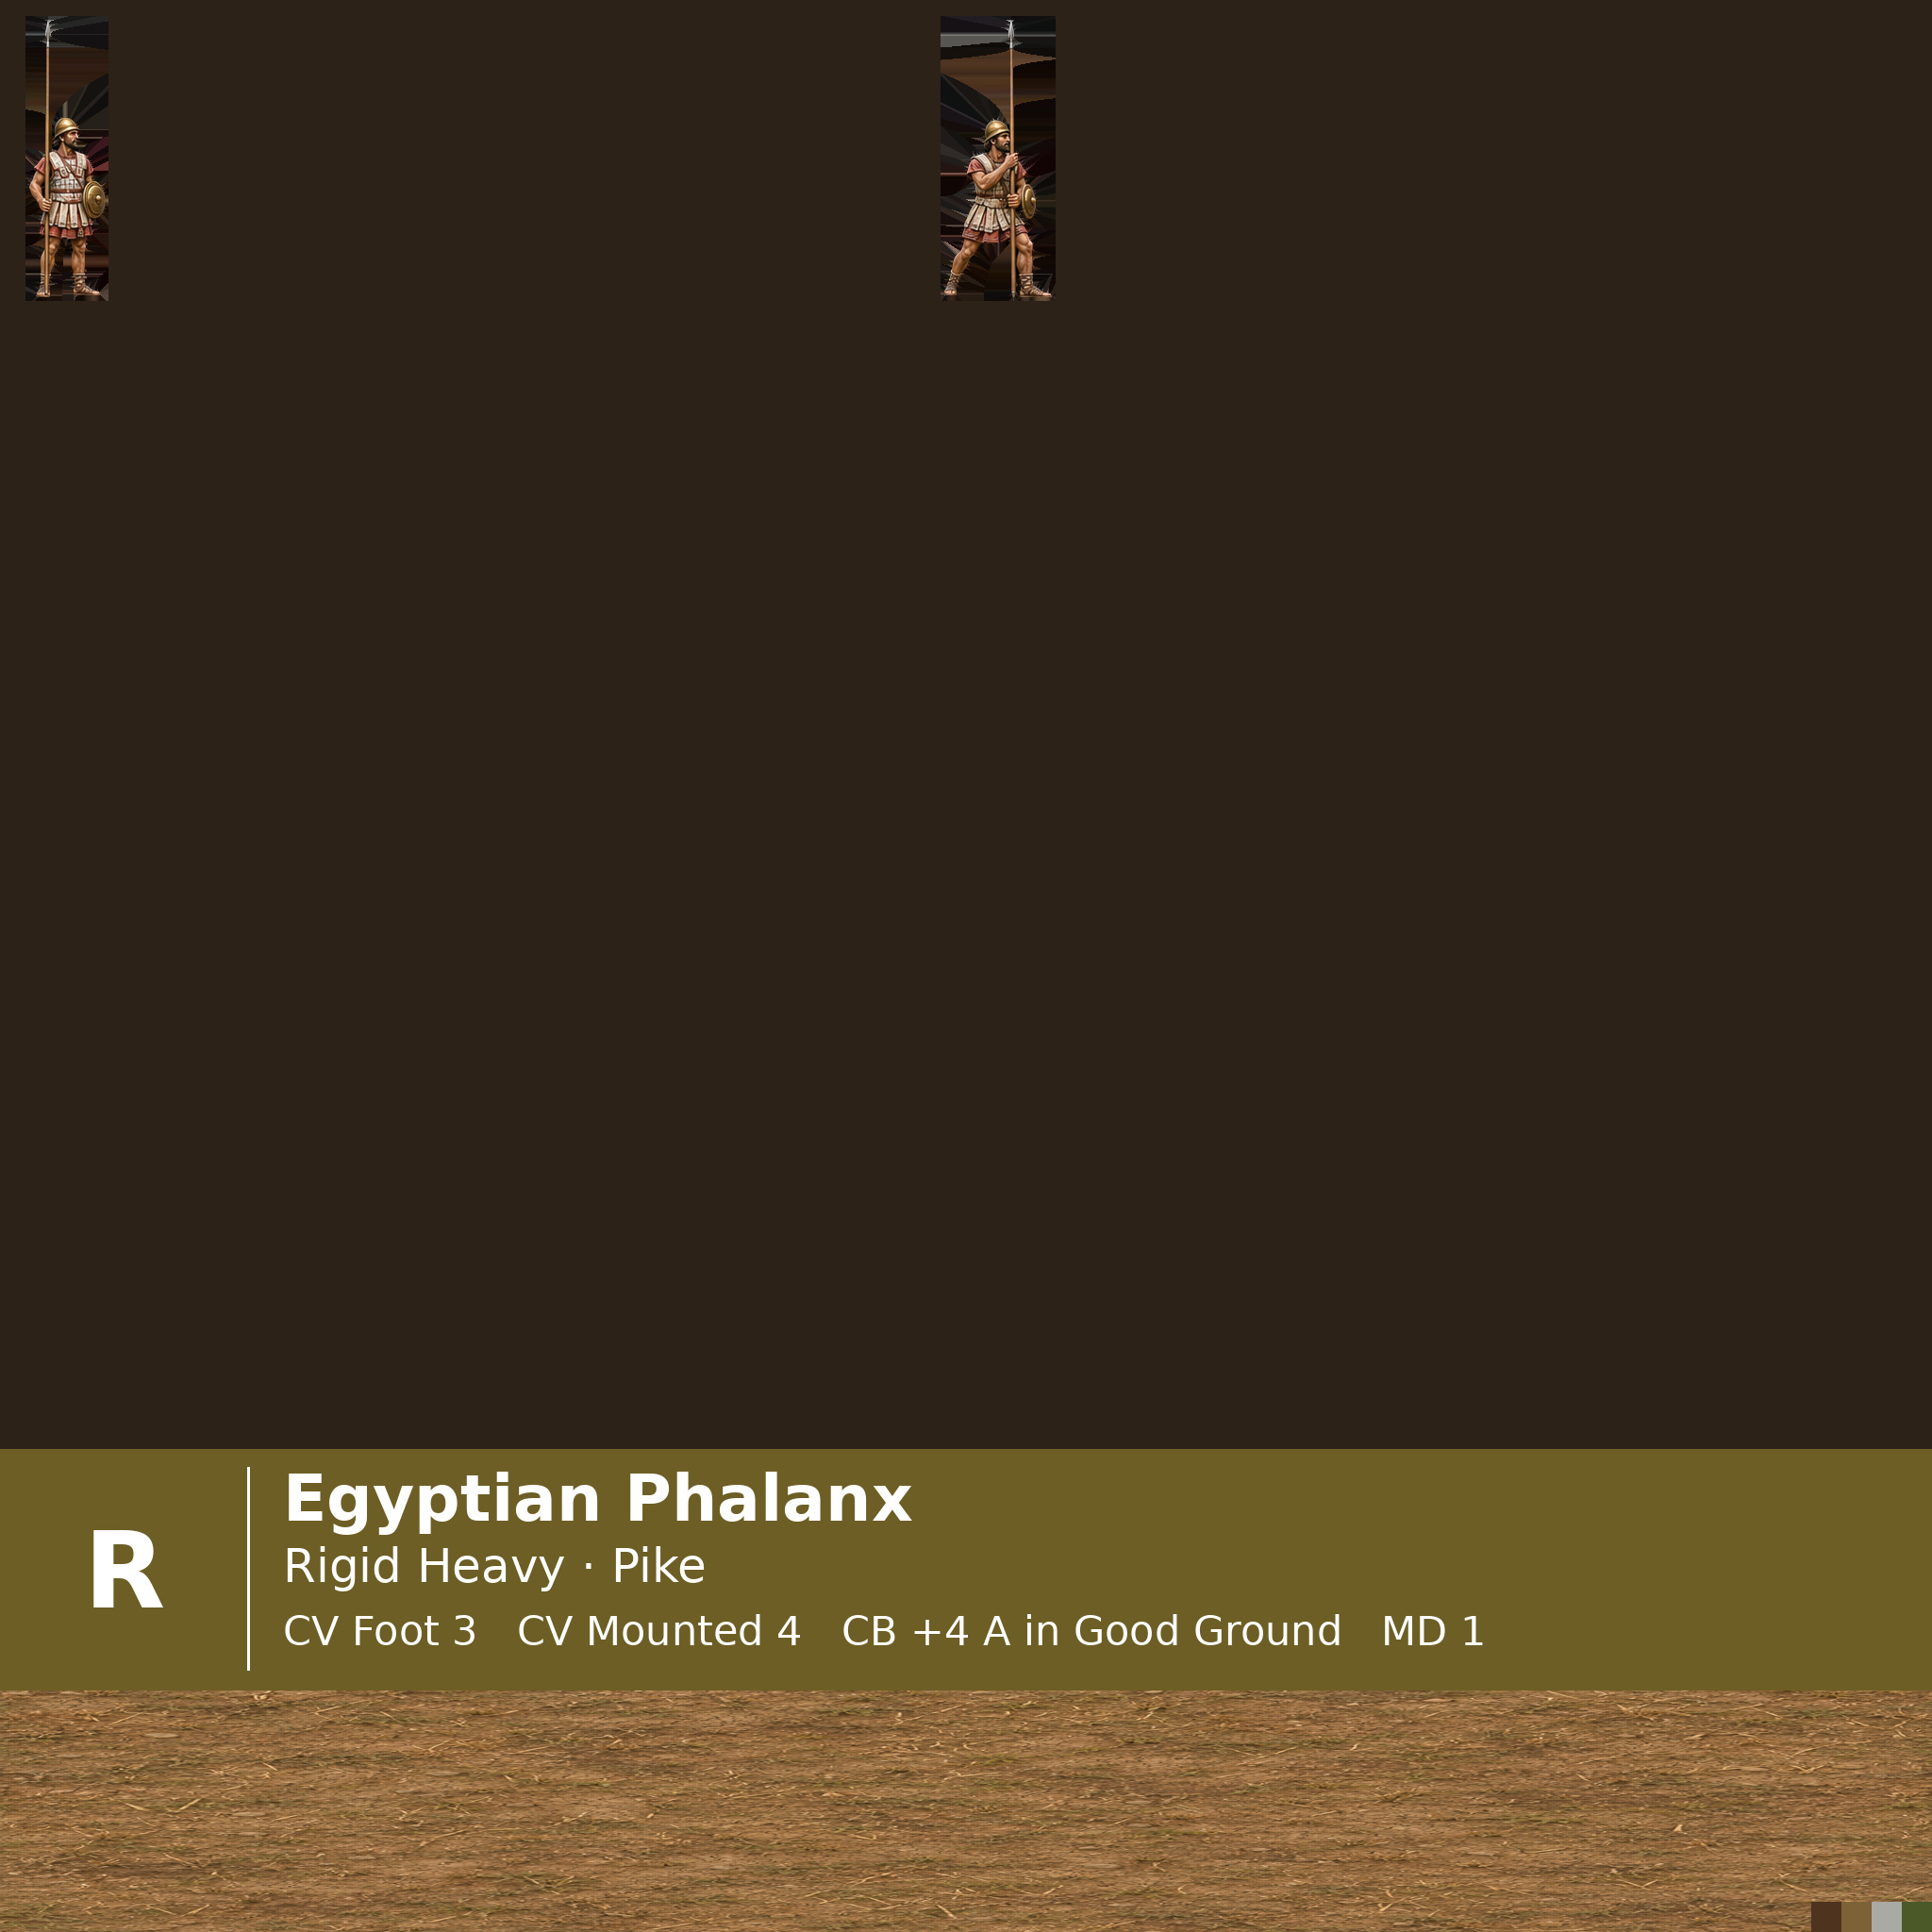 R
Egyptian Phalanx
Rigid Heavy · Pike
CV Foot 3 CV Mounted 4 CB +4 A in Good Ground MD 1